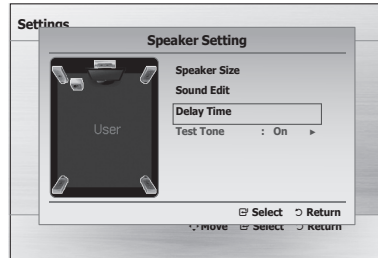 Settings
Speaker Setting
Speaker Size
Sound Edit
Delay Time
Test Tone : On ►
User
Select Return
Move Select Return